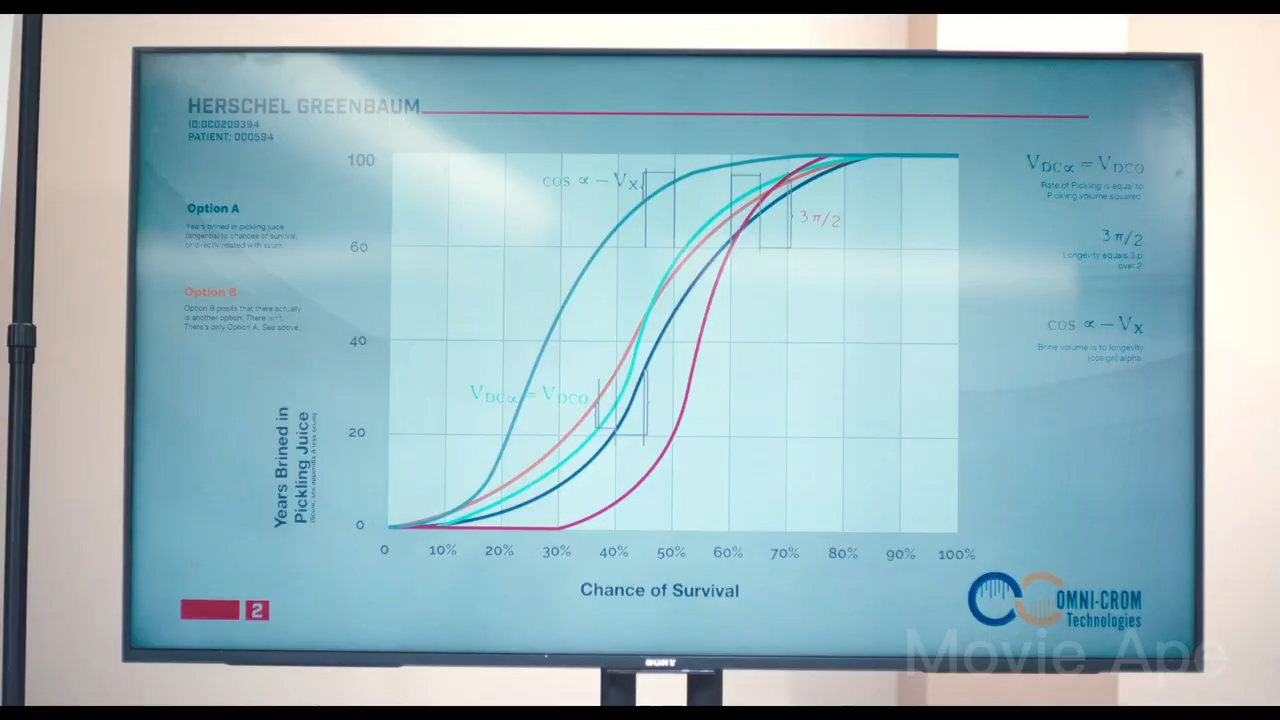 HERSCHEL GREENBAUM
ID:0C0209394
PATIENT: 000584
Option A
Years brined in pickling juice
tangential to chances of survival,
or directly related with scum.
Option B
Option B posits that there actually
is another option. There isn't.
There's only Option A. See above.
Years Brined in
Pickling Juice
100
60
40
20
0
cos ∝ − Vx
3π/2
VDC∝ = VDCO
0
10%
20%
30%
40%
50%
60%
70%
80%
90%
100%
Chance of Survival
VDC∝ = VDCO
Rate of Pickling is equal to
Pickling volume squared.
3π/2
Longevity equals 3 p
over 2.
cos ∝ − Vx
Brine volume is to longevity
(cosign) alpha.
2
OMNI-CROM
Technologies
SONY
Movie Ape